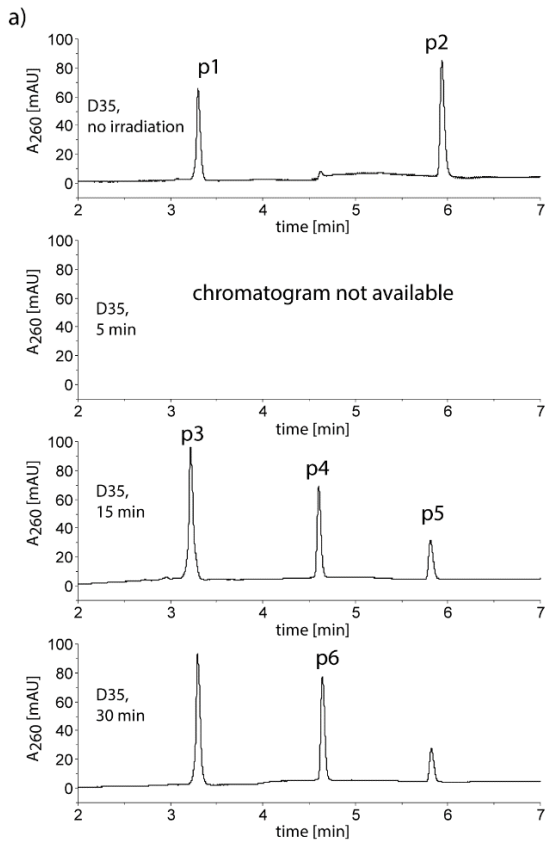 a)
p1
p2
D35,
no irradiation
A260 [mAU]
100
80
60
40
20
0
2 3 4 5 6 7
time [min]
chromatogram not available
D35,
5 min
A260 [mAU]
100
80
60
40
20
0
2 3 4 5 6 7
time [min]
p3
p4
p5
D35,
15 min
A260 [mAU]
100
80
60
40
20
0
2 3 4 5 6 7
time [min]
p6
D35,
30 min
A260 [mAU]
100
80
60
40
20
0
2 3 4 5 6 7
time [min]